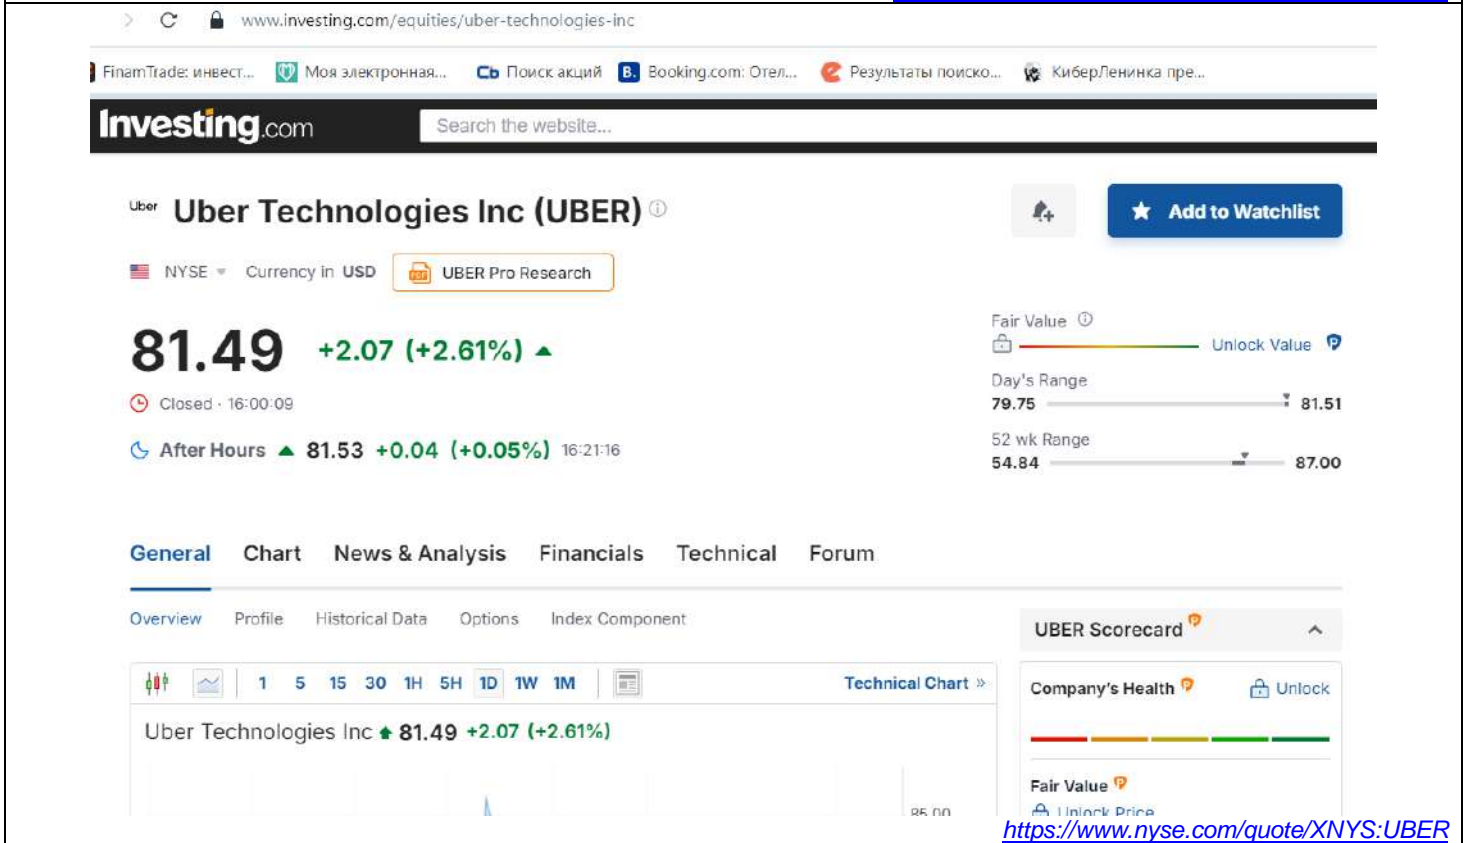 www.investing.com/equities/uber-technologies-inc
FinamTrade: инвест... Моя электронная... Сb Поиск акций B. Booking.com: Отел... Результаты поиско... КиберЛенинка пре...
Investing.com Search the website...
Uber Uber Technologies Inc (UBER)
Add to Watchlist
NYSE Currency in USD PDF UBER Pro Research
81.49 +2.07 (+2.61%)
Closed · 16:00:09
After Hours 81.53 +0.04 (+0.05%) 16:21:16
Fair Value
Unlock Value
Day's Range
79.75 81.51
52 wk Range
54.84 87.00
General Chart News & Analysis Financials Technical Forum
Overview Profile Historical Data Options Index Component
1 5 15 30 1H 5H 1D 1W 1M Technical Chart »
Uber Technologies Inc 81.49 +2.07 (+2.61%)
85.00
UBER Scorecard
Company's Health Unlock
Fair Value
Unlock Price
https://www.nyse.com/quote/XNYS:UBER